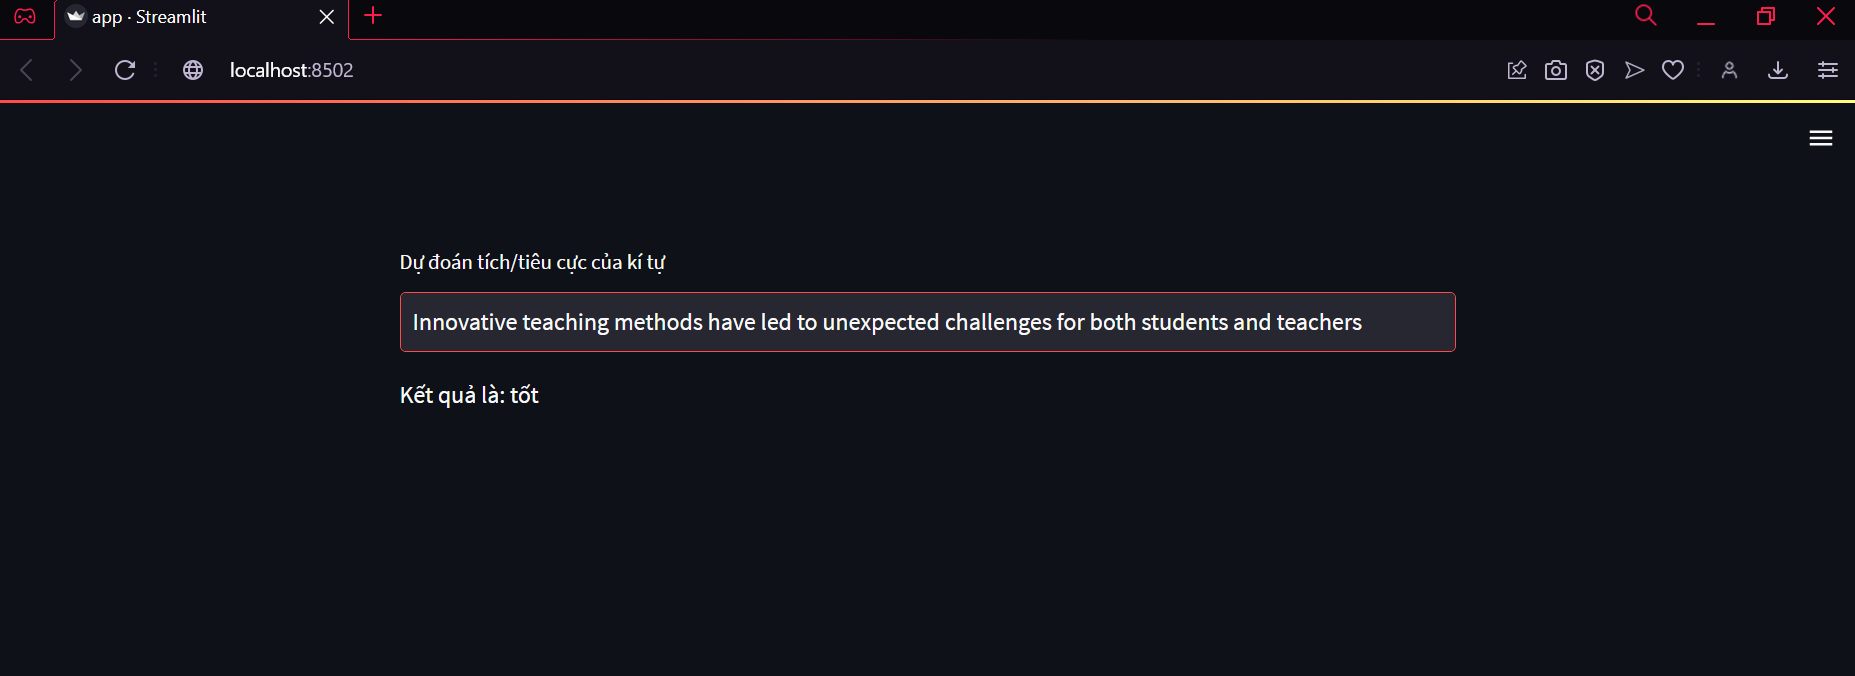 app · Streamlit
localhost:8502
Dự đoán tích/tiêu cực của kí tự
Innovative teaching methods have led to unexpected challenges for both students and teachers
Kết quả là: tốt